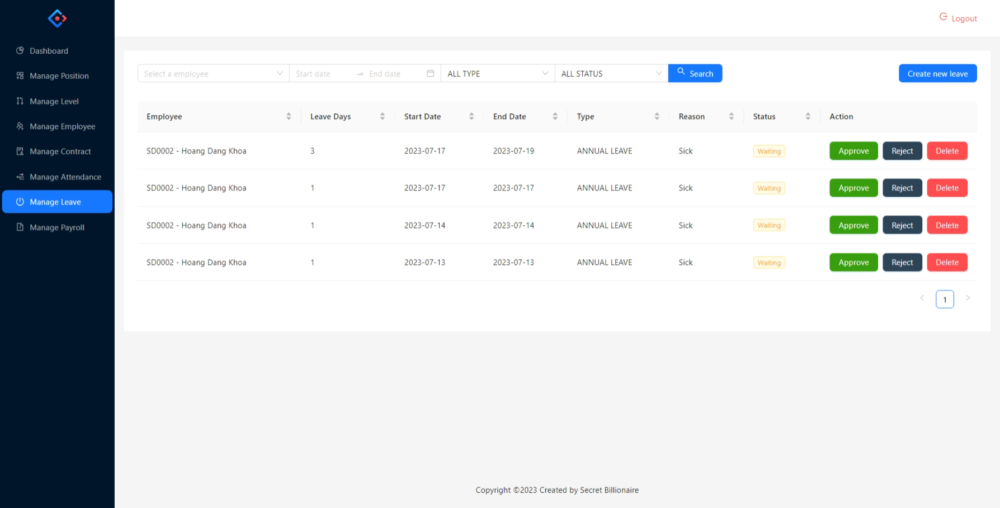 Logout
Dashboard
Manage Position
Manage Level
Manage Employee
Manage Contract
Manage Attendance
Manage Leave
Manage Payroll
Select a employee Start date End date ALL TYPE ALL STATUS Search Create new leave
Employee Leave Days Start Date End Date Type Reason Status Action
SD0002 - Hoang Dang Khoa 3 2023-07-17 2023-07-19 ANNUAL LEAVE Sick Waiting Approve Reject Delete
SD0002 - Hoang Dang Khoa 1 2023-07-17 2023-07-17 ANNUAL LEAVE Sick Waiting Approve Reject Delete
SD0002 - Hoang Dang Khoa 1 2023-07-14 2023-07-14 ANNUAL LEAVE Sick Waiting Approve Reject Delete
SD0002 - Hoang Dang Khoa 1 2023-07-13 2023-07-13 ANNUAL LEAVE Sick Waiting Approve Reject Delete
1
Copyright ©2023 Created by Secret Billionaire